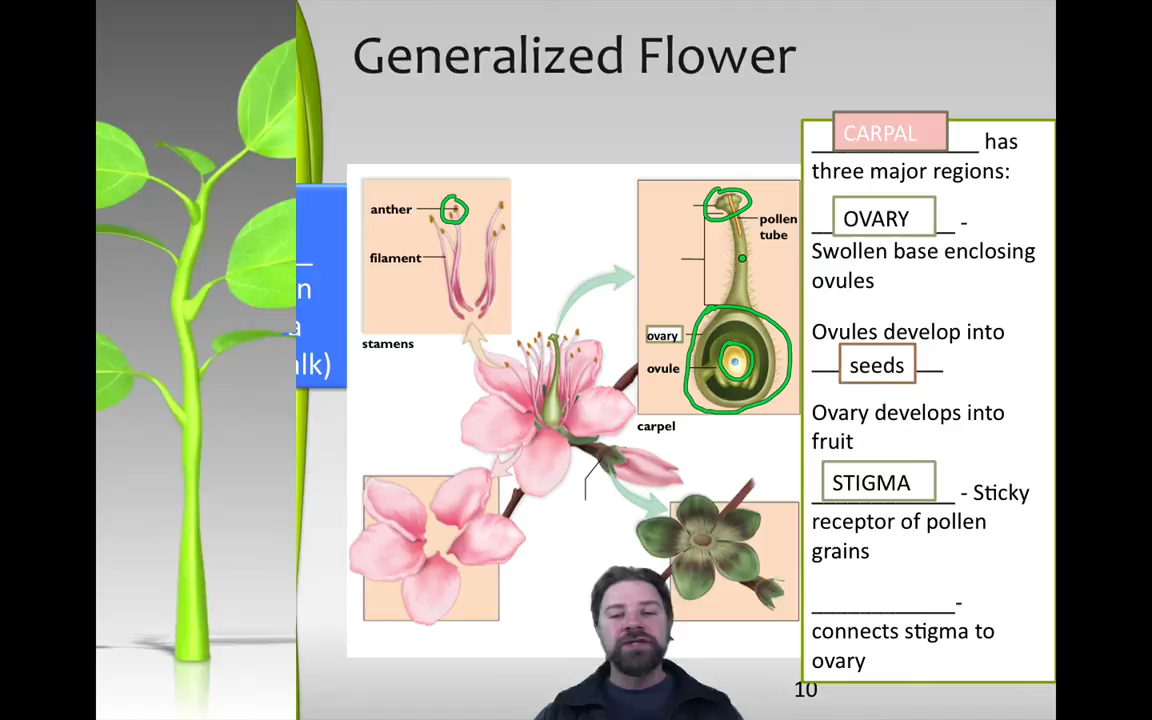 Generalized Flower
n
a
alk)
anther
filament
stamens
pollen
tube
ovary
ovule
carpel
CARPAL has
three major regions:
OVARY -
Swollen base enclosing
ovules
Ovules develop into
seeds
Ovary develops into
fruit
STIGMA - Sticky
receptor of pollen
grains
____________-
connects stigma to
ovary
10